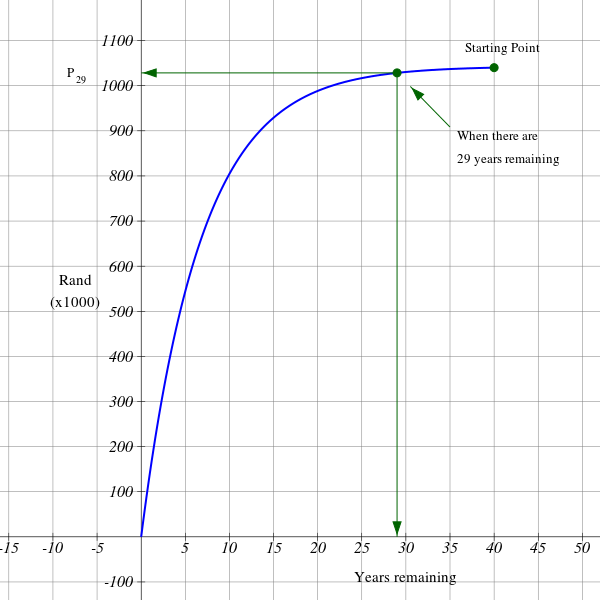 1100
Starting Point
P29
1000
900
When there are
29 years remaining
800
700
600
Rand
(x1000)
500
400
300
200
100
-15 -10 -5 5 10 15 20 25 30 35 40 45 50
Years remaining
-100